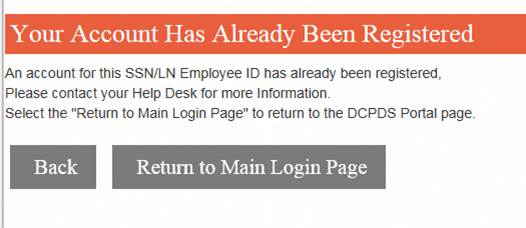 Your Account Has Already Been Registered
An account for this SSN/LN Employee ID has already been registered,
Please contact your Help Desk for more Information.
Select the "Return to Main Login Page" to return to the DCPDS Portal page.
Back Return to Main Login Page